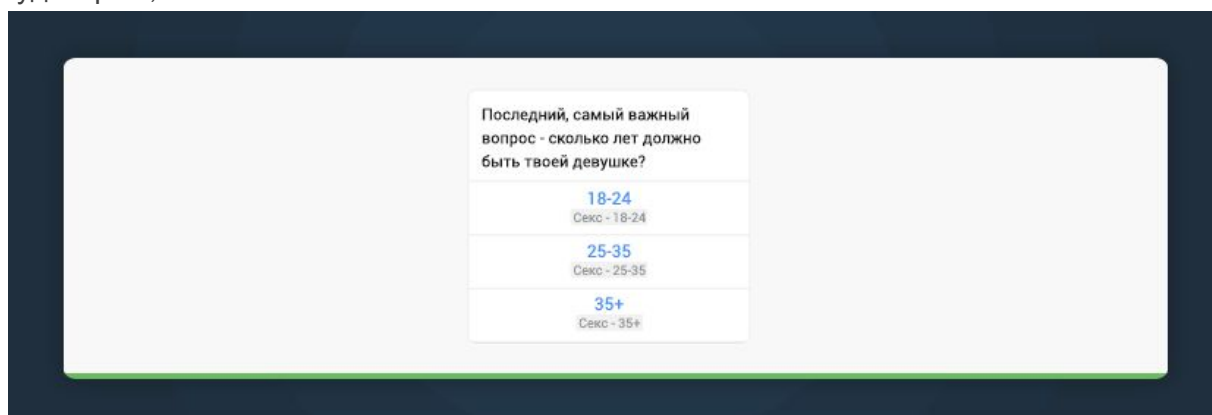 Последний, самый важный
вопрос - сколько лет должно
быть твоей девушке?
18-24
Секс - 18-24
25-35
Секс - 25-35
35+
Секс - 35+